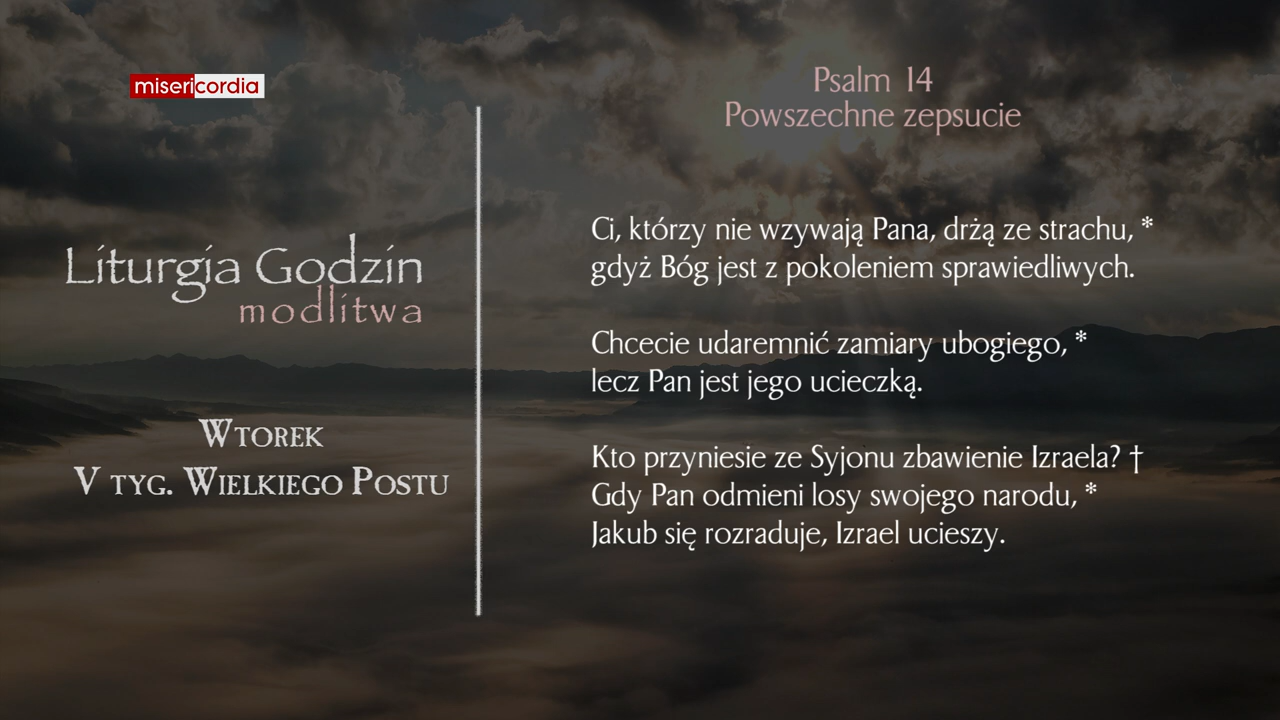 misericordia
Liturgia Godzin
modlitwa
Wtorek
V tyg. Wielkiego Postu
Psalm 14
Powszechne zepsucie
Ci, którzy nie wzywają Pana, drżą ze strachu, *
gdyż Bóg jest z pokoleniem sprawiedliwych.
Chcecie udaremnić zamiary ubogiego, *
lecz Pan jest jego ucieczką.
Kto przyniesie ze Syjonu zbawienie Izraela? †
Gdy Pan odmieni losy swojego narodu, *
Jakub się rozraduje, Izrael ucieszy.